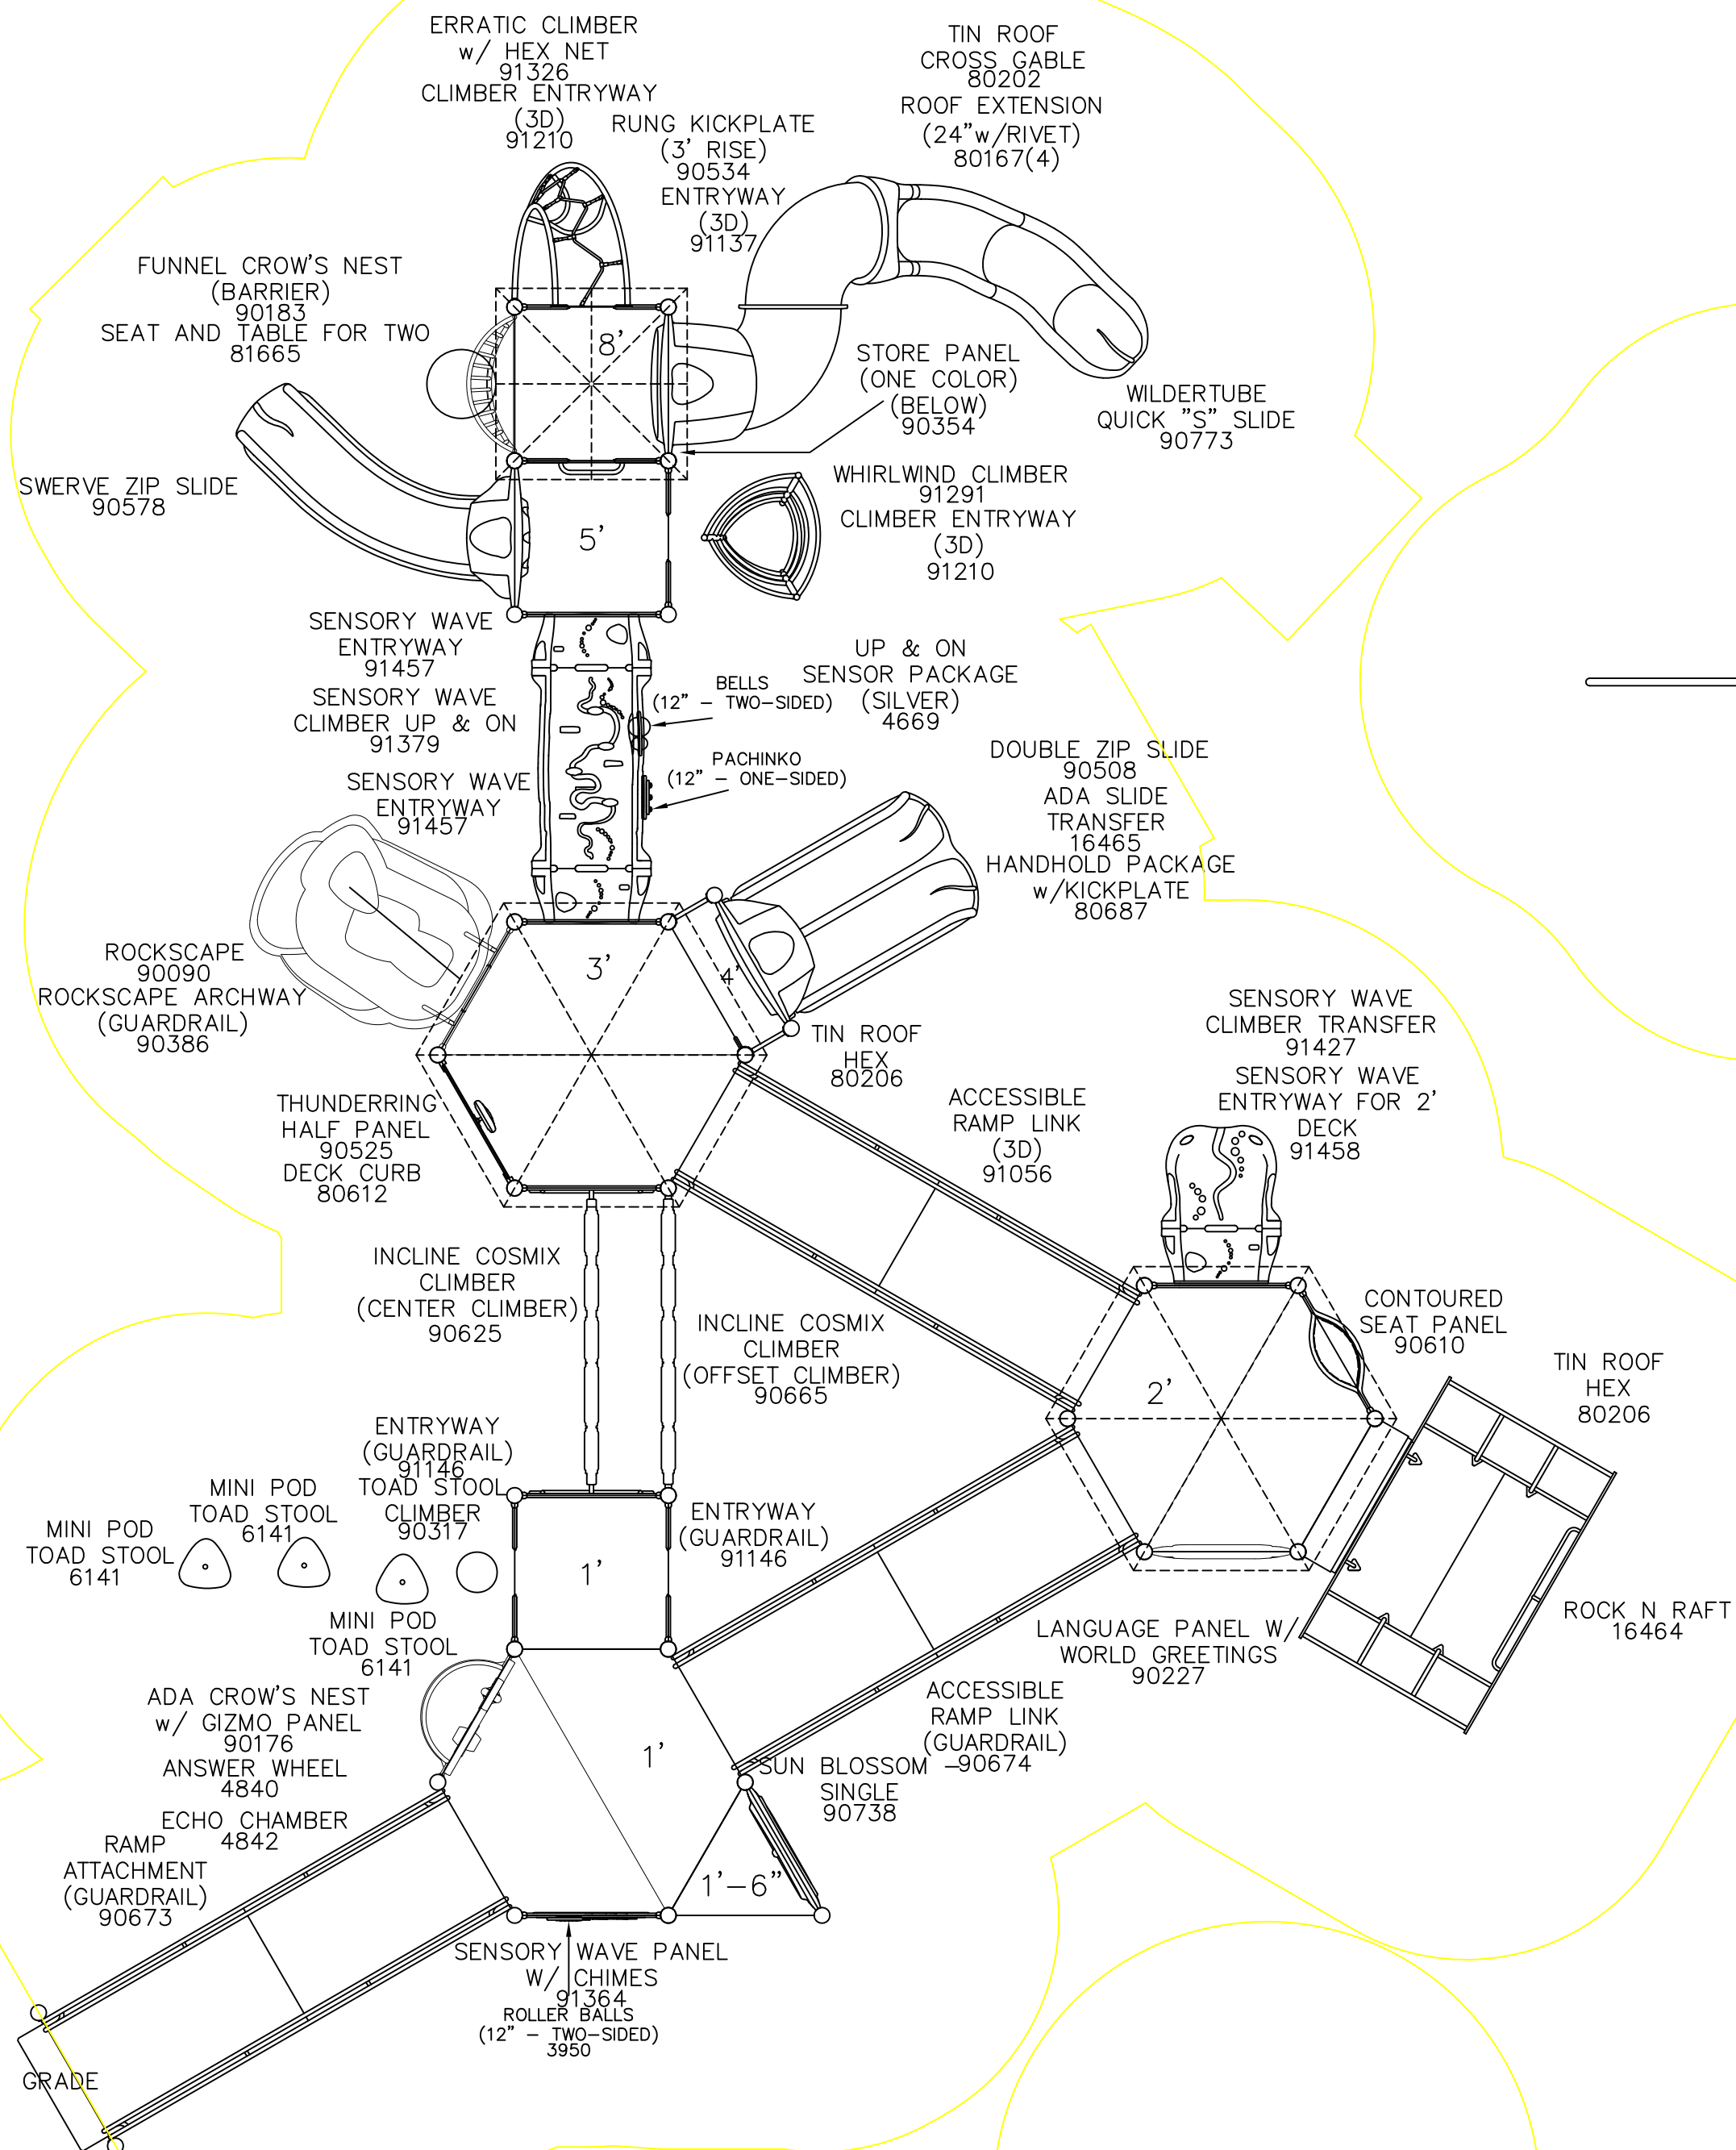 ERRATIC CLIMBER
w/ HEX NET
91326
CLIMBER ENTRYWAY
(3D)
91210
RUNG KICKPLATE
(3' RISE)
90534
ENTRYWAY
(3D)
91137
TIN ROOF
CROSS GABLE
80202
ROOF EXTENSION
(24"w/RIVET)
80167(4)
FUNNEL CROW'S NEST
(BARRIER)
90183
SEAT AND TABLE FOR TWO
81665
8'
STORE PANEL
(ONE COLOR)
(BELOW)
90354
WILDERTUBE
QUICK "S" SLIDE
90773
SWERVE ZIP SLIDE
90578
5'
WHIRLWIND CLIMBER
91291
CLIMBER ENTRYWAY
(3D)
91210
SENSORY WAVE
ENTRYWAY
91457
SENSORY WAVE
CLIMBER UP & ON
91379
SENSORY WAVE
ENTRYWAY
91457
BELLS
(12" - TWO-SIDED)
PACHINKO
(12" - ONE-SIDED)
UP & ON
SENSOR PACKAGE
(SILVER)
4669
DOUBLE ZIP SLIDE
90508
ADA SLIDE
TRANSFER
16465
HANDHOLD PACKAGE
w/KICKPLATE
80687
ROCKSCAPE
90090
ROCKSCAPE ARCHWAY
(GUARDRAIL)
90386
3'
4'
TIN ROOF
HEX
80206
SENSORY WAVE
CLIMBER TRANSFER
91427
SENSORY WAVE
ENTRYWAY FOR 2'
DECK
91458
THUNDERRING
HALF PANEL
90525
DECK CURB
80612
ACCESSIBLE
RAMP LINK
(3D)
91056
INCLINE COSMIX
CLIMBER
(CENTER CLIMBER)
90625
INCLINE COSMIX
CLIMBER
(OFFSET CLIMBER)
90665
2'
CONTOURED
SEAT PANEL
90610
TIN ROOF
HEX
80206
ENTRYWAY
(GUARDRAIL)
91146
TOAD STOOL
CLIMBER
90317
MINI POD
TOAD STOOL
6141
MINI POD
TOAD STOOL
6141
MINI POD
TOAD STOOL
6141
1'
ENTRYWAY
(GUARDRAIL)
91146
LANGUAGE PANEL W/
WORLD GREETINGS
90227
ROCK N RAFT
16464
ADA CROW'S NEST
w/ GIZMO PANEL
90176
ANSWER WHEEL
4840
ECHO CHAMBER
4842
1'
ACCESSIBLE
RAMP LINK
(GUARDRAIL)
90674
SUN BLOSSOM -
SINGLE
90738
RAMP
ATTACHMENT
(GUARDRAIL)
90673
1'-6"
SENSORY WAVE PANEL
W/ CHIMES
91364
ROLLER BALLS
(12" - TWO-SIDED)
3950
GRADE